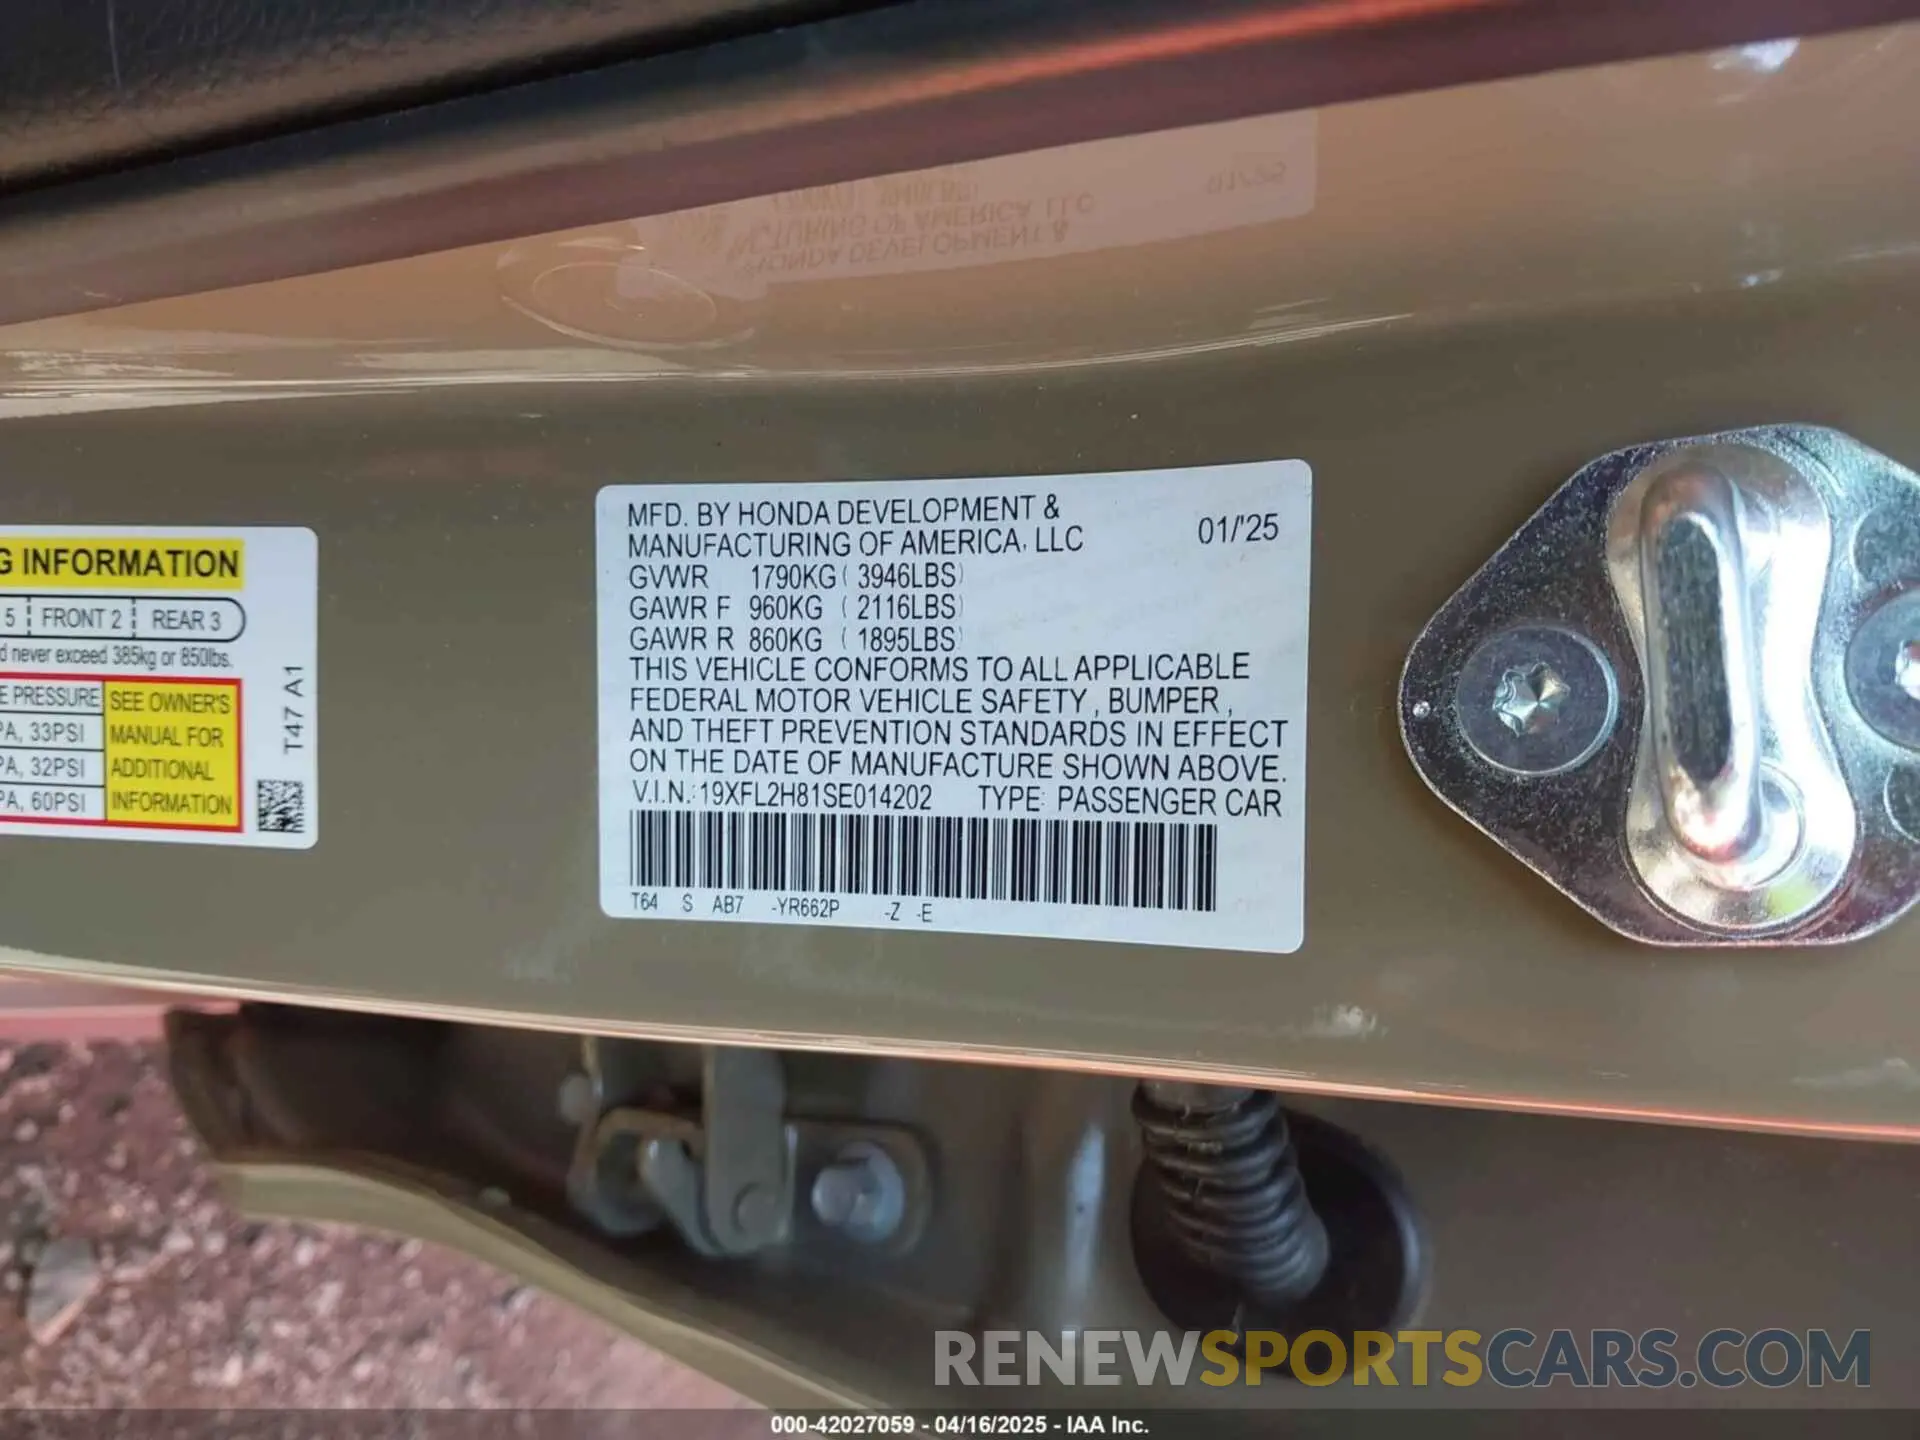 G INFORMATION
5 FRONT 2 REAR 3
d never exceed 385kg or 850lbs.
E PRESSURE
PA, 33PSI
PA, 32PSI
PA, 60PSI
SEE OWNER'S
MANUAL FOR
ADDITIONAL
INFORMATION
T47 A1
MFD. BY HONDA DEVELOPMENT &
MANUFACTURING OF AMERICA, LLC 01/'25
GVWR 1790KG ( 3946LBS)
GAWR F 960KG ( 2116LBS)
GAWR R 860KG ( 1895LBS)
THIS VEHICLE CONFORMS TO ALL APPLICABLE
FEDERAL MOTOR VEHICLE SAFETY , BUMPER ,
AND THEFT PREVENTION STANDARDS IN EFFECT
ON THE DATE OF MANUFACTURE SHOWN ABOVE.
V.I.N.: 19XFL2H81SE014202 TYPE: PASSENGER CAR
T64 S AB7 -YR662P -Z -E
RENEWSPORTSCARS.COM
000-42027059 - 04/16/2025 - IAA Inc.